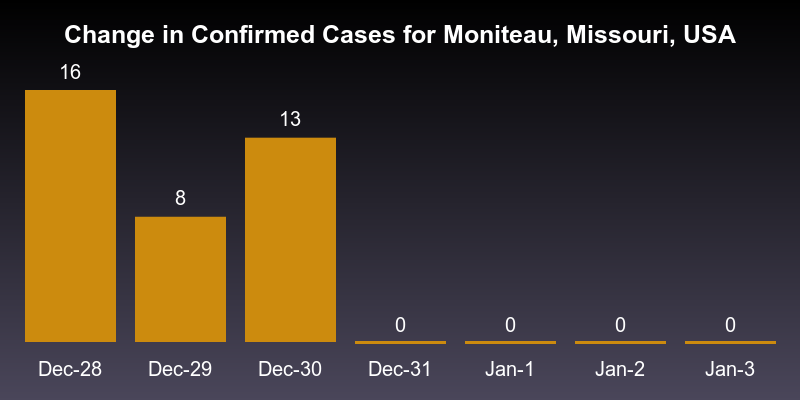 Change in Confirmed Cases for Moniteau, Missouri, USA
16
8
13
0
0
0
0
Dec-28
Dec-29
Dec-30
Dec-31
Jan-1
Jan-2
Jan-3